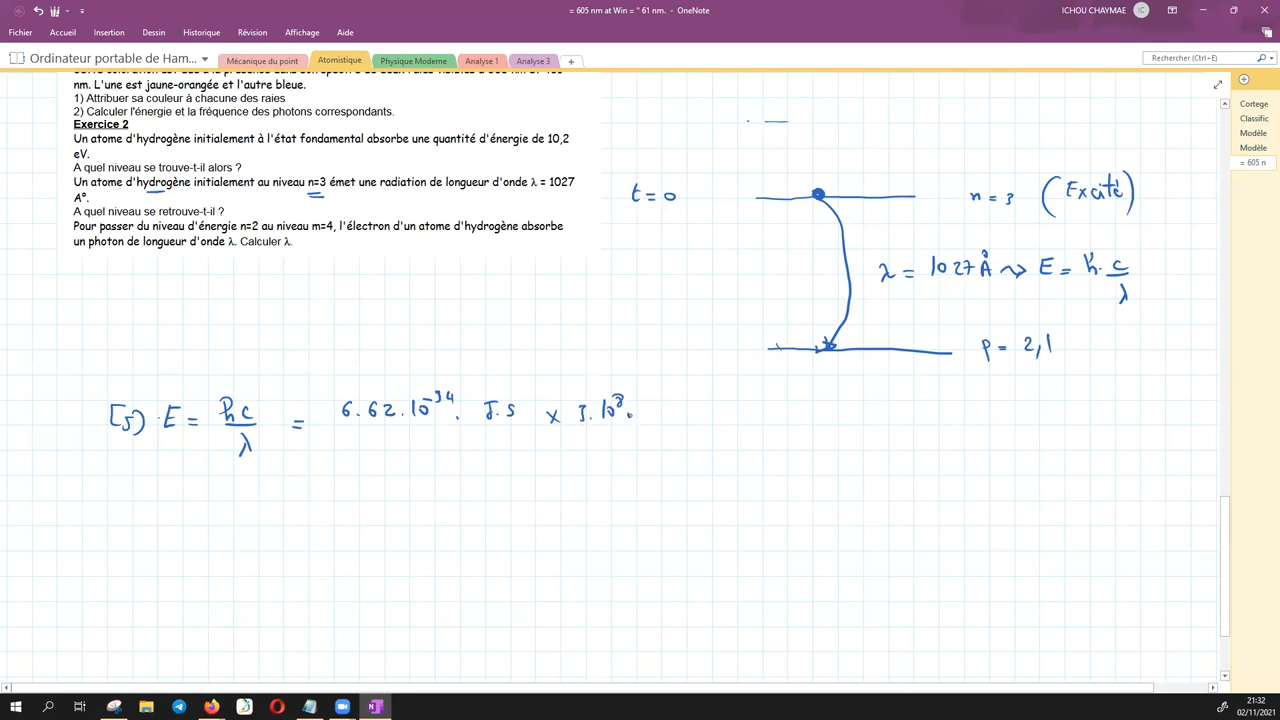 = 605 nm at Win = " 61 nm. - OneNote
ICHOU CHAYMAE
IC
Fichier Accueil Insertion Dessin Historique Révision Affichage Aide
Ordinateur portable de Ham...
Mécanique du point
Atomistique
Physique Moderne
Analyse 1
Analyse 3
Rechercher (Ctrl+E)
nm. L'une est jaune-orangée et l'autre bleue.
1) Attribuer sa couleur à chacune des raies
2) Calculer l'énergie et la fréquence des photons correspondants.
Exercice 2
Un atome d'hydrogène initialement à l'état fondamental absorbe une quantité d'énergie de 10,2
eV.
A quel niveau se trouve-t-il alors ?
Un atome d'hydrogène initialement au niveau n=3 émet une radiation de longueur d'onde λ = 1027
A°.
A quel niveau se retrouve-t-il ?
Pour passer du niveau d'énergie n=2 au niveau m=4, l'électron d'un atome d'hydrogène absorbe
un photon de longueur d'onde λ. Calculer λ.
t = 0
n = 3 (Excité)
λ = 1027 Å ⇝ E = h. c
λ
p = 2,1
[J) . E = hc = 6.62.10^-34 . J.s x 3.10^8.
λ
Cortege
Classific
Modèle
Modèle
= 605 n
21:32
02/11/2021